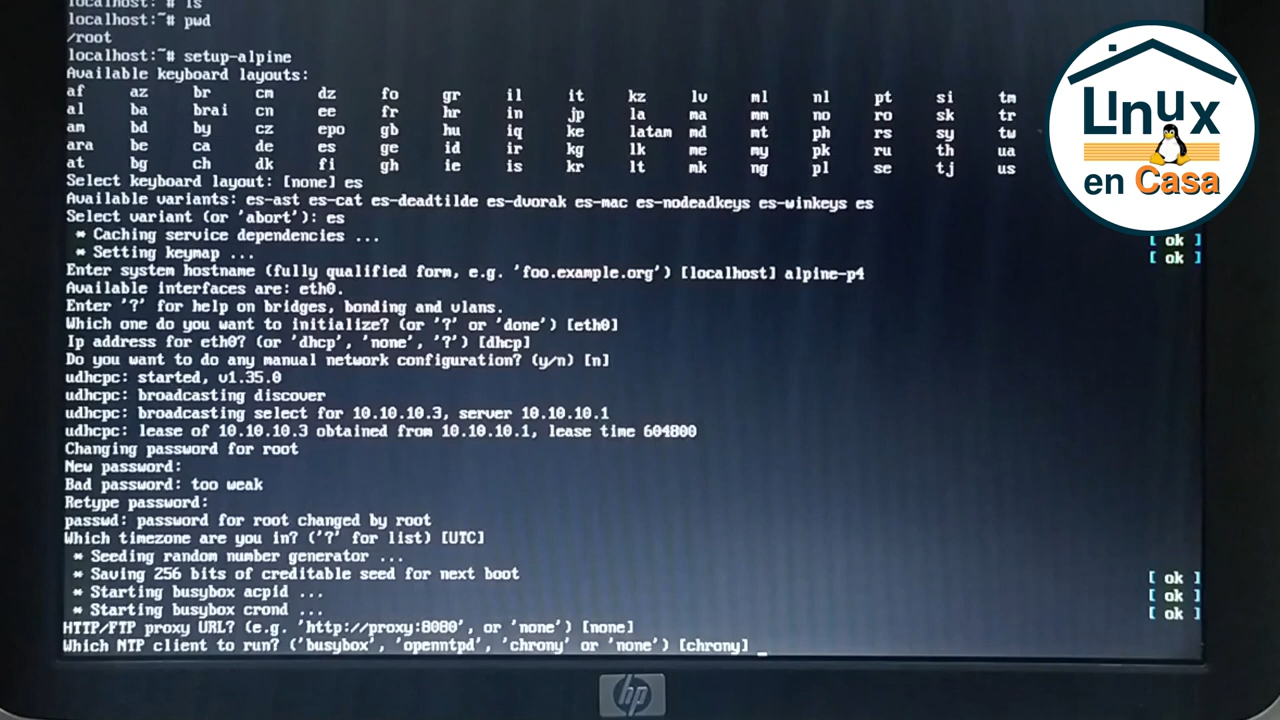 localhost:~# ls
localhost:~# pwd
/root
localhost:~# setup-alpine
Available keyboard layouts:
af az br cm dz fo gr il it kz lv ml nl pt si tm
al ba brai cn ee fr hr in jp la ma mm no ro sk tr
am bd by cz epo gb hu iq ke latam md mt ph rs sy tw
ara be ca de es ge id ir kg lk me my pk ru th ua
at bg ch dk fi gh ie is kr lt mk ng pl se tj us
Select keyboard layout: [none] es
Available variants: es-ast es-cat es-deadtilde es-dvorak es-mac es-nodeadkeys es-winkeys es
Select variant (or 'abort'): es
* Caching service dependencies ... [ ok ]
* Setting keymap ... [ ok ]
Enter system hostname (fully qualified form, e.g. 'foo.example.org') [localhost] alpine-p4
Available interfaces are: eth0.
Enter '?' for help on bridges, bonding and vlans.
Which one do you want to initialize? (or '?' or 'done') [eth0]
Ip address for eth0? (or 'dhcp', 'none', '?') [dhcp]
Do you want to do any manual network configuration? (y/n) [n]
udhcpc: started, v1.35.0
udhcpc: broadcasting discover
udhcpc: broadcasting select for 10.10.10.3, server 10.10.10.1
udhcpc: lease of 10.10.10.3 obtained from 10.10.10.1, lease time 604800
Changing password for root
New password:
Bad password: too weak
Retype password:
passwd: password for root changed by root
Which timezone are you in? ('?' for list) [UTC]
* Seeding random number generator ...
* Saving 256 bits of creditable seed for next boot [ ok ]
* Starting busybox acpid ... [ ok ]
* Starting busybox crond ... [ ok ]
HTTP/FTP proxy URL? (e.g. 'http://proxy:8080', or 'none') [none]
Which NTP client to run? ('busybox', 'openntpd', 'chrony' or 'none') [chrony] _
hp
Linux
en Casa